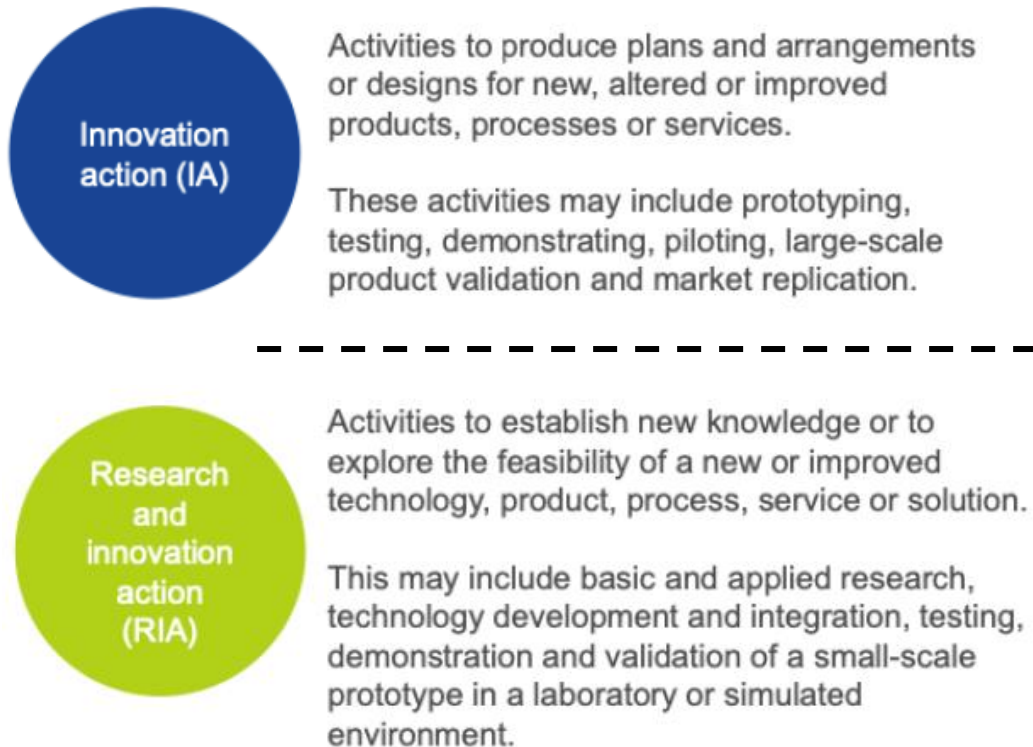 Innovation
action (IA)
Activities to produce plans and arrangements
or designs for new, altered or improved
products, processes or services.
These activities may include prototyping,
testing, demonstrating, piloting, large-scale
product validation and market replication.
Research
and
innovation
action
(RIA)
Activities to establish new knowledge or to
explore the feasibility of a new or improved
technology, product, process, service or solution.
This may include basic and applied research,
technology development and integration, testing,
demonstration and validation of a small-scale
prototype in a laboratory or simulated
environment.